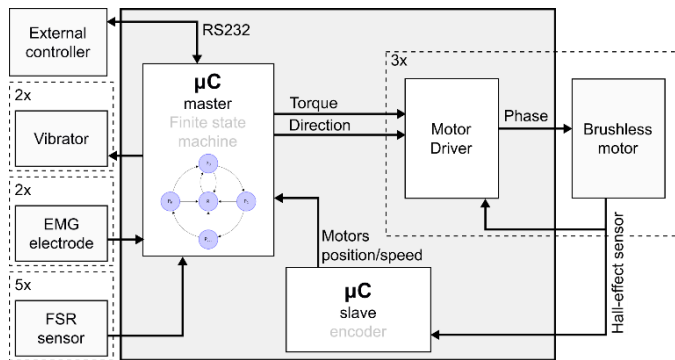 External
controller
RS232
3x
2x
Vibrator
µC
master
Finite state
machine
Torque
Direction
Motor
Driver
Phase
Brushless
motor
2x
EMG
electrode
Motors
position/speed
Hall-effect sensor
5x
FSR
sensor
µC
slave
encoder